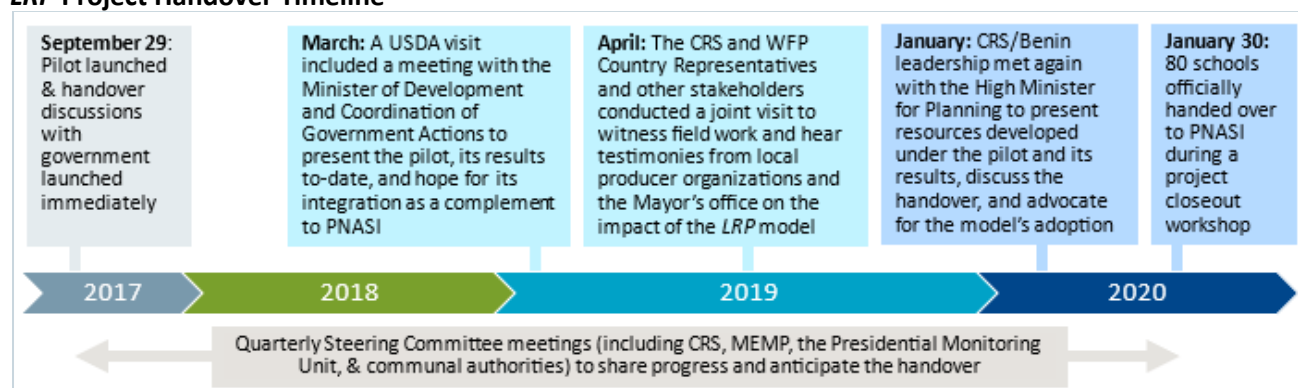 LRP Project Handover Timeline
September 29:
Pilot launched
& handover
discussions
with
government
launched
immediately
March: A USDA visit
included a meeting with the
Minister of Development
and Coordination of
Government Actions to
present the pilot, its results
to-date, and hope for its
integration as a complement
to PNASI
April: The CRS and WFP
Country Representatives
and other stakeholders
conducted a joint visit to
witness field work and hear
testimonies from local
producer organizations and
the Mayor's office on the
impact of the LRP model
January: CRS/Benin
leadership met again
with the High Minister
for Planning to present
resources developed
under the pilot and its
results, discuss the
handover, and advocate
for the model's adoption
January 30:
80 schools
officially
handed over
to PNASI
during a
project
closeout
workshop
2017
2018
2019
2020
Quarterly Steering Committee meetings (including CRS, MEMP, the Presidential Monitoring
Unit, & communal authorities) to share progress and anticipate the handover